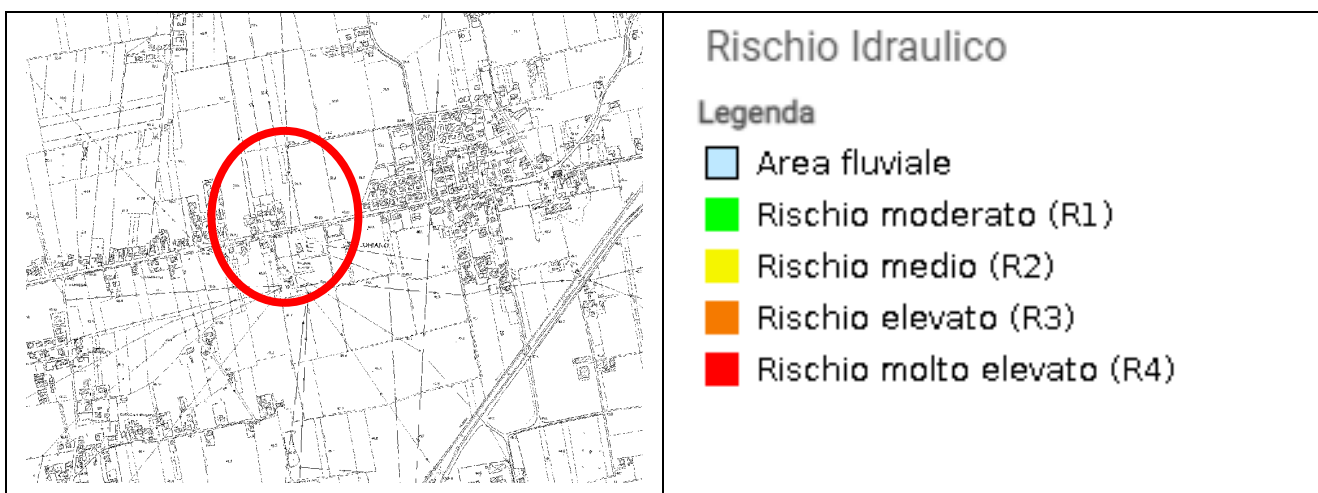 Rischio Idraulico
Legenda
Area fluviale
Rischio moderato (R1)
Rischio medio (R2)
Rischio elevato (R3)
Rischio molto elevato (R4)